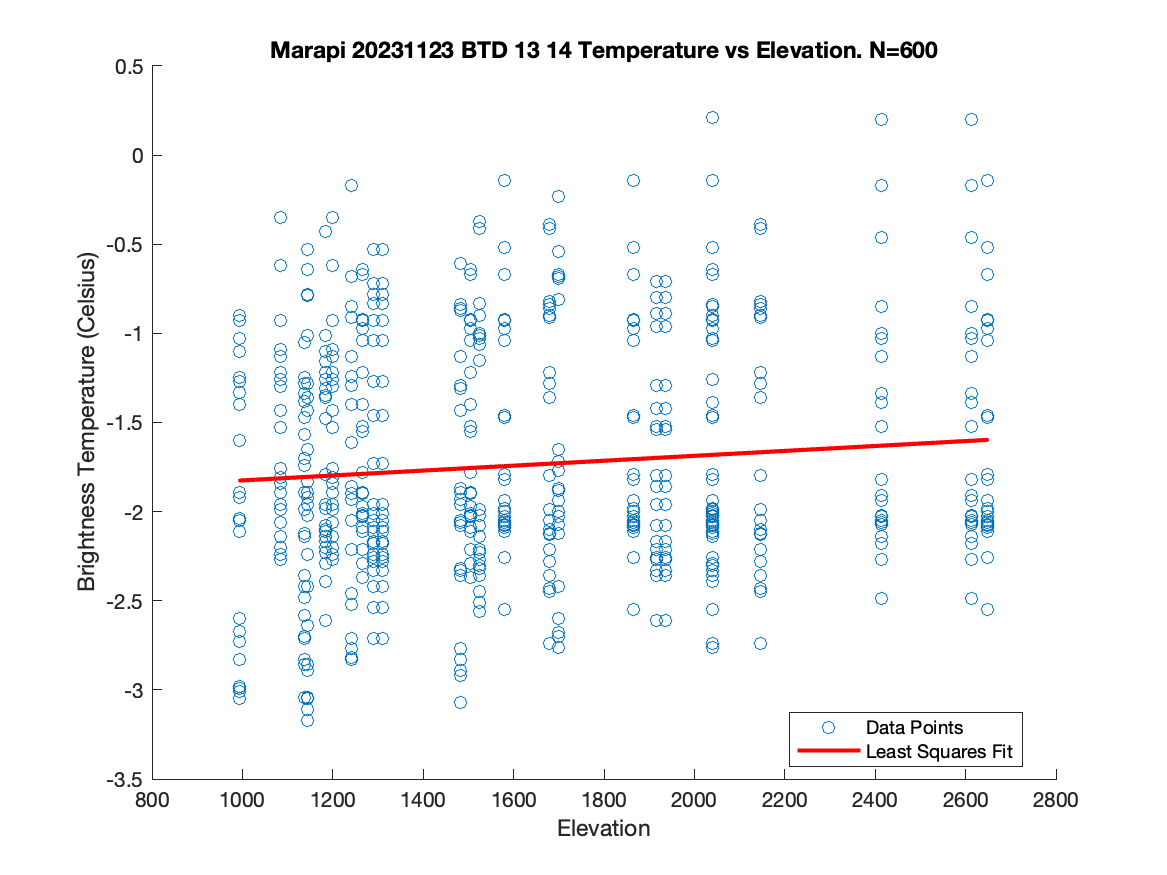 Marapi 20231123 BTD 13 14 Temperature vs Elevation. N=600
0.5
0
-0.5
-1
-1.5
-2
-2.5
-3
-3.5
Brightness Temperature (Celsius)
Data Points
Least Squares Fit
800 1000 1200 1400 1600 1800 2000 2200 2400 2600 2800
Elevation